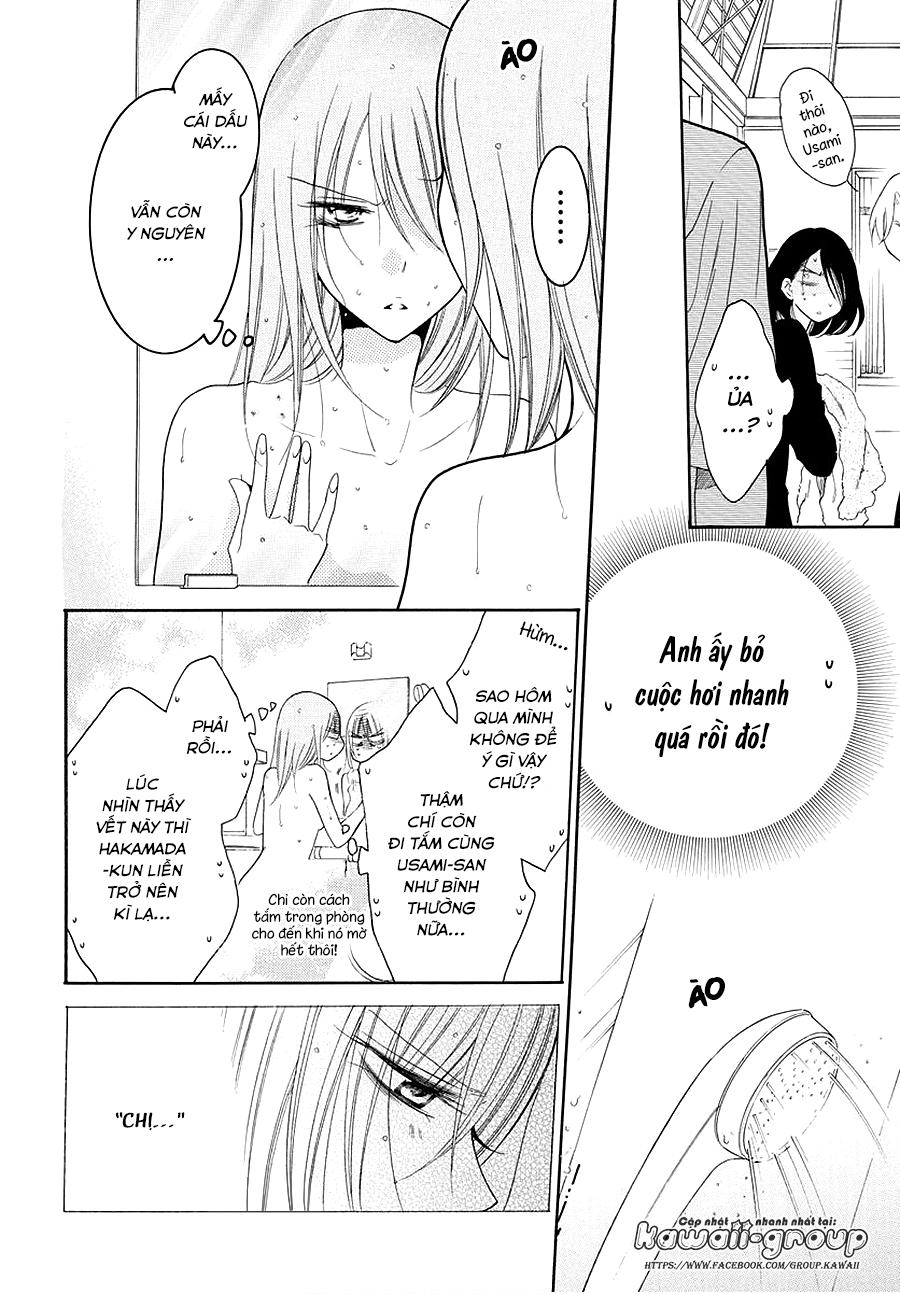 Đi
thôi
nào,
Usami
-san.
...
ỦA
...?
Anh ấy bỏ
cuộc hơi nhanh
quá rồi đó!
ÀO
ÀO
......
MẤY
CÁI DẤU
NÀY...
VẪN CÒN
Y NGUYÊN
...
Hừm...
SAO HÔM
QUA MÌNH
KHÔNG ĐỂ
Ý GÌ VẬY
CHỨ!?
THẬM
CHÍ CÒN
ĐI TẮM CÙNG
USAMI-SAN
NHƯ BÌNH
THƯỜNG
NỮA...
Chỉ còn cách
tắm trong phòng
cho đến khi nó mờ
hết thôi!
PHẢI
RỒI...
LÚC
NHÌN THẤY
VẾT NÀY THÌ
HAKAMADA
-KUN LIỀN
TRỞ NÊN
KÌ LẠ...
"CHỊ..."
Cập nhật nhanh nhất tại:
kawaii-group
HTTPS://WWW.FACEBOOK.COM/GROUP.KAWAII